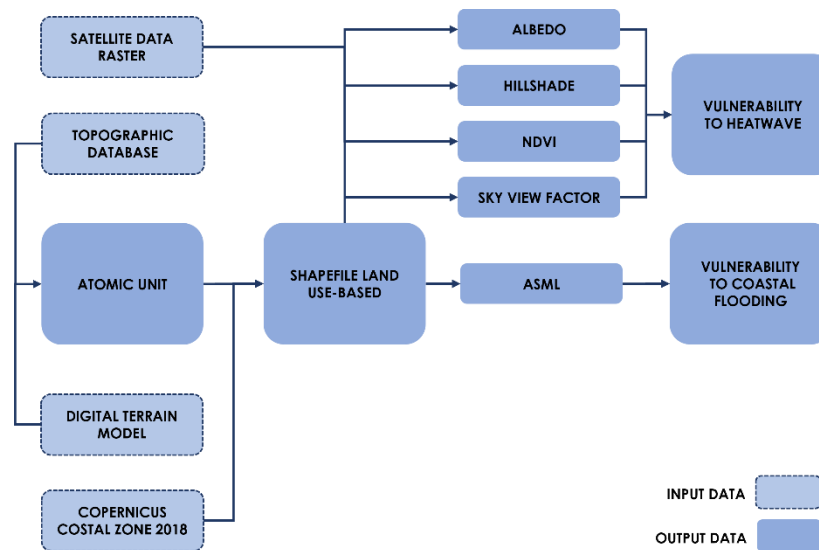 SATELLITE DATA
RASTER
ALBEDO
HILLSHADE
NDVI
SKY VIEW FACTOR
VULNERABILITY
TO HEATWAVE
TOPOGRAPHIC
DATABASE
ATOMIC UNIT
SHAPEFILE LAND
USE-BASED
ASML
VULNERABILITY
TO COASTAL
FLOODING
DIGITAL TERRAIN
MODEL
COPERNICUS
COSTAL ZONE 2018
INPUT DATA
OUTPUT DATA